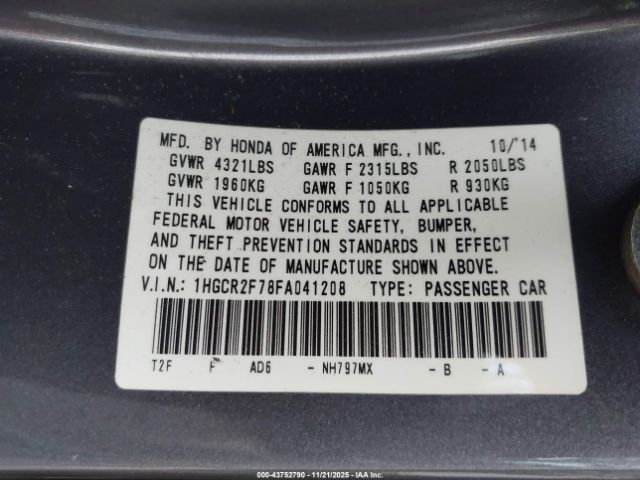 MFD. BY HONDA OF AMERICA MFG., INC. 10/'14
GVWR 4321LBS GAWR F 2315LBS R 2050LBS
GVWR 1960KG GAWR F 1050KG R 930KG
THIS VEHICLE CONFORMS TO ALL APPLICABLE
FEDERAL MOTOR VEHICLE SAFETY, BUMPER,
AND THEFT PREVENTION STANDARDS IN EFFECT
ON THE DATE OF MANUFACTURE SHOWN ABOVE.
V.I.N.: 1HGCR2F78FA041208 TYPE: PASSENGER CAR
T2F F AD6 - NH797MX - B - A
000-43752790 - 11/21/2025 - IAA Inc.